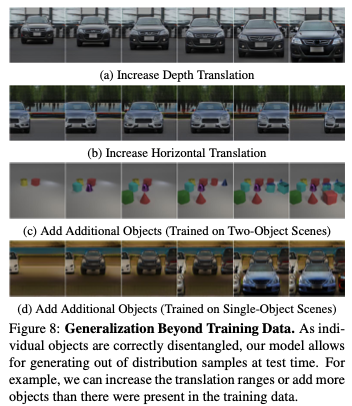 (a) Increase Depth Translation
(b) Increase Horizontal Translation
(c) Add Additional Objects (Trained on Two-Object Scenes)
(d) Add Additional Objects (Trained on Single-Object Scenes)
Figure 8: Generalization Beyond Training Data. As indi-
vidual objects are correctly disentangled, our model allows
for generating out of distribution samples at test time. For
example, we can increase the translation ranges or add more
objects than there were present in the training data.